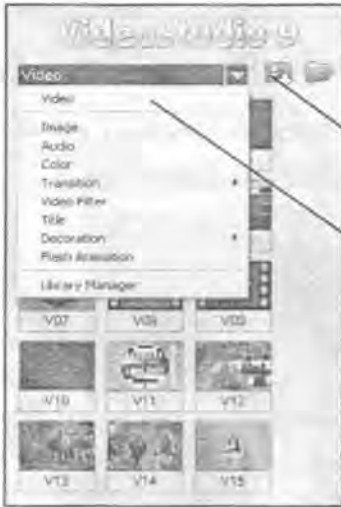 Videostudio 9
Video
Video
Image
Audio
Color
Transition
Video Filter
Title
Decoration
Flash Animation
Library Manager
V07 V08 V09
V10 V11 V12
V13 V14 V15